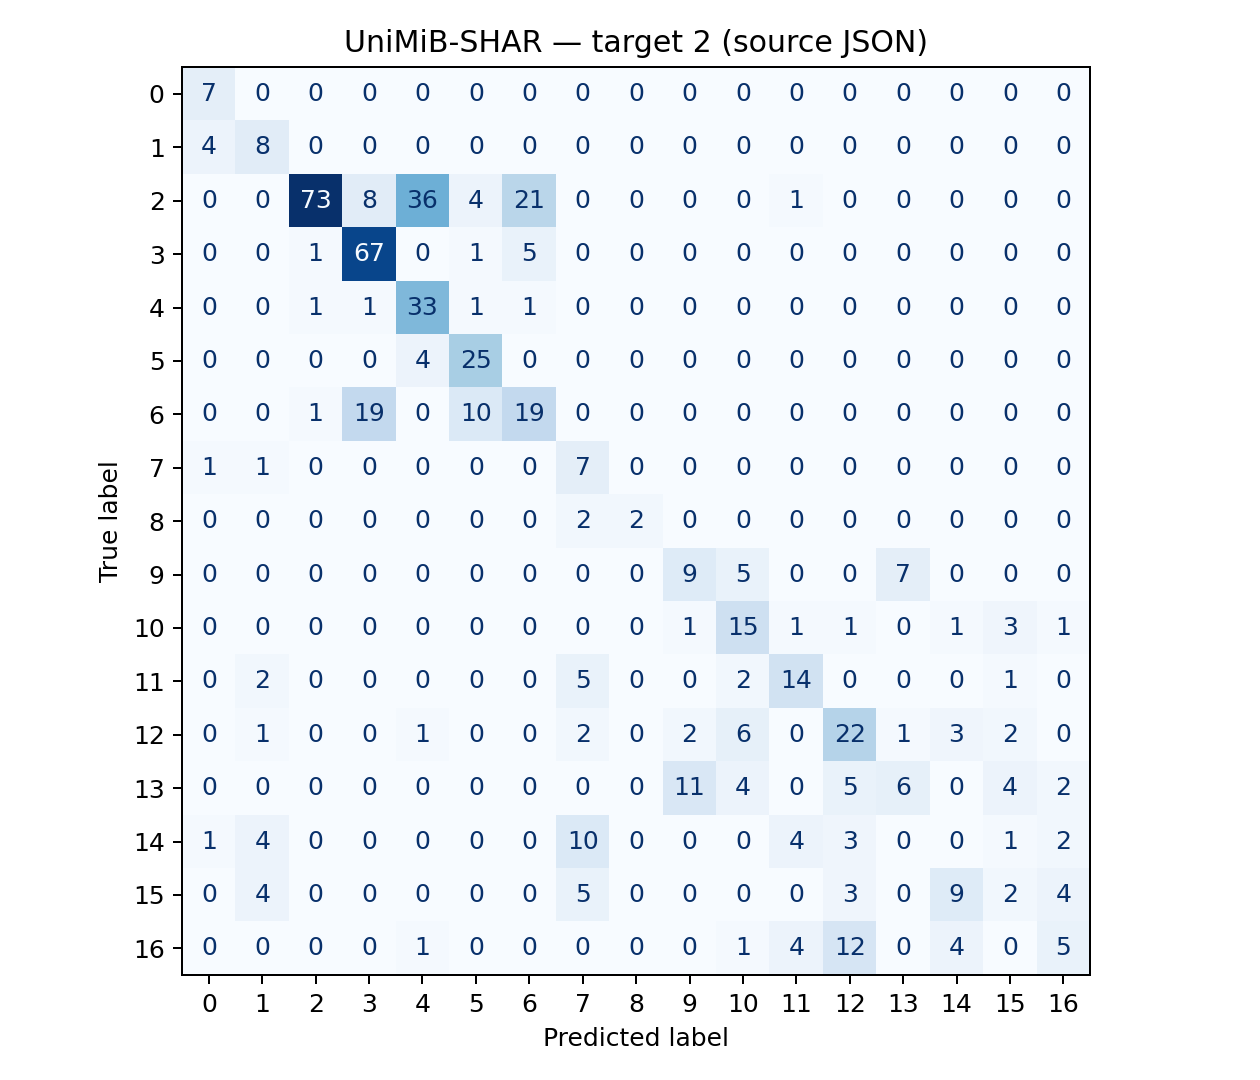 UniMiB-SHAR — target 2 (source JSON)
0 7 0 0 0 0 0 0 0 0 0 0 0 0 0 0 0 0
1 4 8 0 0 0 0 0 0 0 0 0 0 0 0 0 0 0
2 0 0 73 8 36 4 21 0 0 0 0 1 0 0 0 0 0
3 0 0 1 67 0 1 5 0 0 0 0 0 0 0 0 0 0
4 0 0 1 1 33 1 1 0 0 0 0 0 0 0 0 0 0
5 0 0 0 0 4 25 0 0 0 0 0 0 0 0 0 0 0
6 0 0 1 19 0 10 19 0 0 0 0 0 0 0 0 0 0
7 1 1 0 0 0 0 0 7 0 0 0 0 0 0 0 0 0
8 0 0 0 0 0 0 0 2 2 0 0 0 0 0 0 0 0
9 0 0 0 0 0 0 0 0 0 9 5 0 0 7 0 0 0
10 0 0 0 0 0 0 0 0 0 1 15 1 1 0 1 3 1
11 0 2 0 0 0 0 0 5 0 0 2 14 0 0 0 1 0
12 0 1 0 0 1 0 0 2 0 2 6 0 22 1 3 2 0
13 0 0 0 0 0 0 0 0 0 11 4 0 5 6 0 4 2
14 1 4 0 0 0 0 0 10 0 0 0 4 3 0 0 1 2
15 0 4 0 0 0 0 0 5 0 0 0 0 3 0 9 2 4
16 0 0 0 0 1 0 0 0 0 0 1 4 12 0 4 0 5
0 1 2 3 4 5 6 7 8 9 10 11 12 13 14 15 16
Predicted label
True label